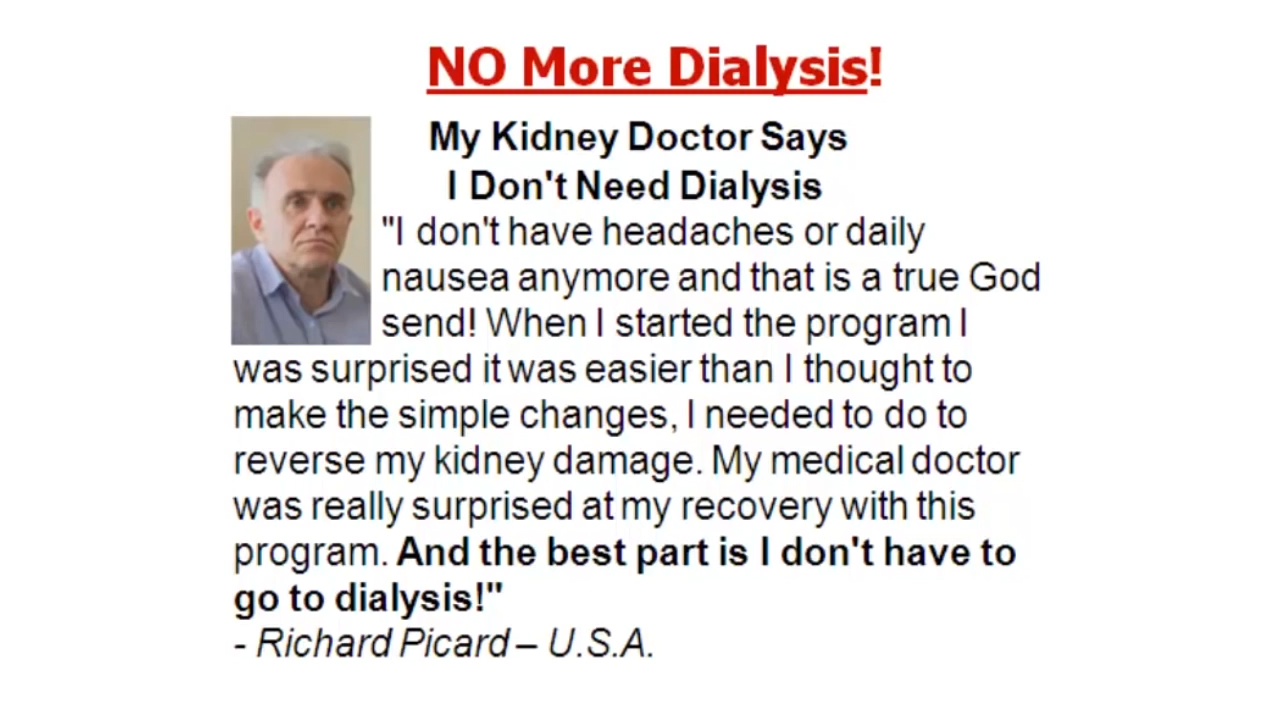 NO More Dialysis!
My Kidney Doctor Says
I Don't Need Dialysis
"I don't have headaches or daily
nausea anymore and that is a true God
send! When I started the program I
was surprised it was easier than I thought to
make the simple changes, I needed to do to
reverse my kidney damage. My medical doctor
was really surprised at my recovery with this
program. And the best part is I don't have to
go to dialysis!"
- Richard Picard – U.S.A.